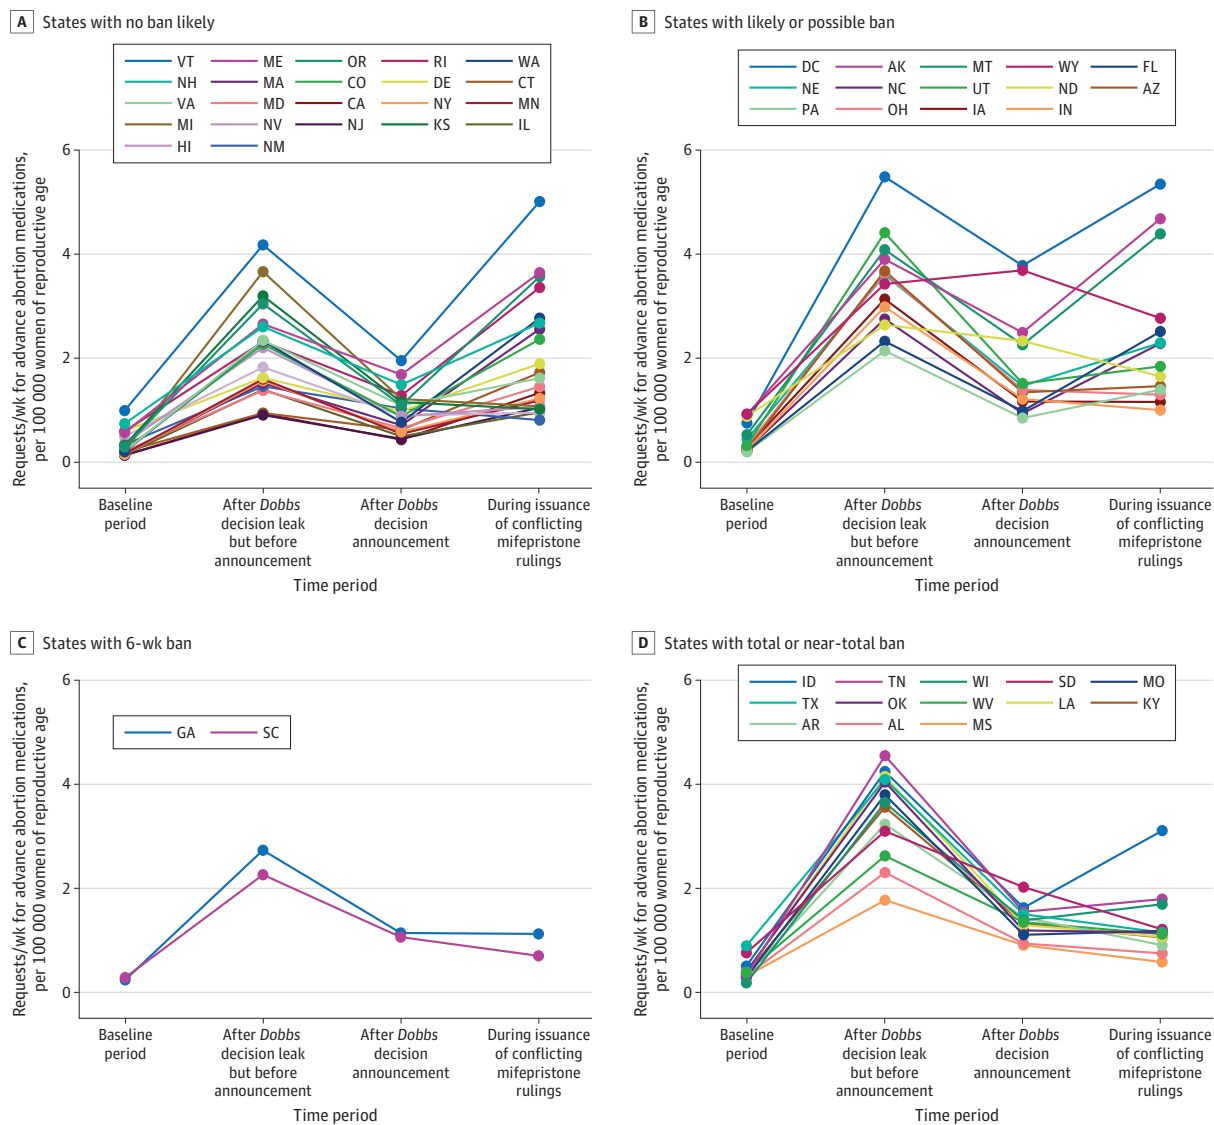 A States with no ban likely
VT ME OR RI WA
NH MA CO DE CT
VA MD CA NY MN
MI NV NJ KS IL
HI NM
Requests/wk for advance abortion medications,
per 100 000 women of reproductive age
6
4
2
0
Baseline
period
After Dobbs
decision leak
but before
announcement
After Dobbs
decision
announcement
During issuance
of conflicting
mifepristone
rulings
Time period
B States with likely or possible ban
DC AK MT WY FL
NE NC UT ND AZ
PA OH IA IN
Requests/wk for advance abortion medications,
per 100 000 women of reproductive age
6
4
2
0
Baseline
period
After Dobbs
decision leak
but before
announcement
After Dobbs
decision
announcement
During issuance
of conflicting
mifepristone
rulings
Time period
C States with 6-wk ban
GA SC
Requests/wk for advance abortion medications,
per 100 000 women of reproductive age
6
4
2
0
Baseline
period
After Dobbs
decision leak
but before
announcement
After Dobbs
decision
announcement
During issuance
of conflicting
mifepristone
rulings
Time period
D States with total or near-total ban
ID TN WI SD MO
TX OK WV LA KY
AR AL MS
Requests/wk for advance abortion medications,
per 100 000 women of reproductive age
6
4
2
0
Baseline
period
After Dobbs
decision leak
but before
announcement
After Dobbs
decision
announcement
During issuance
of conflicting
mifepristone
rulings
Time period